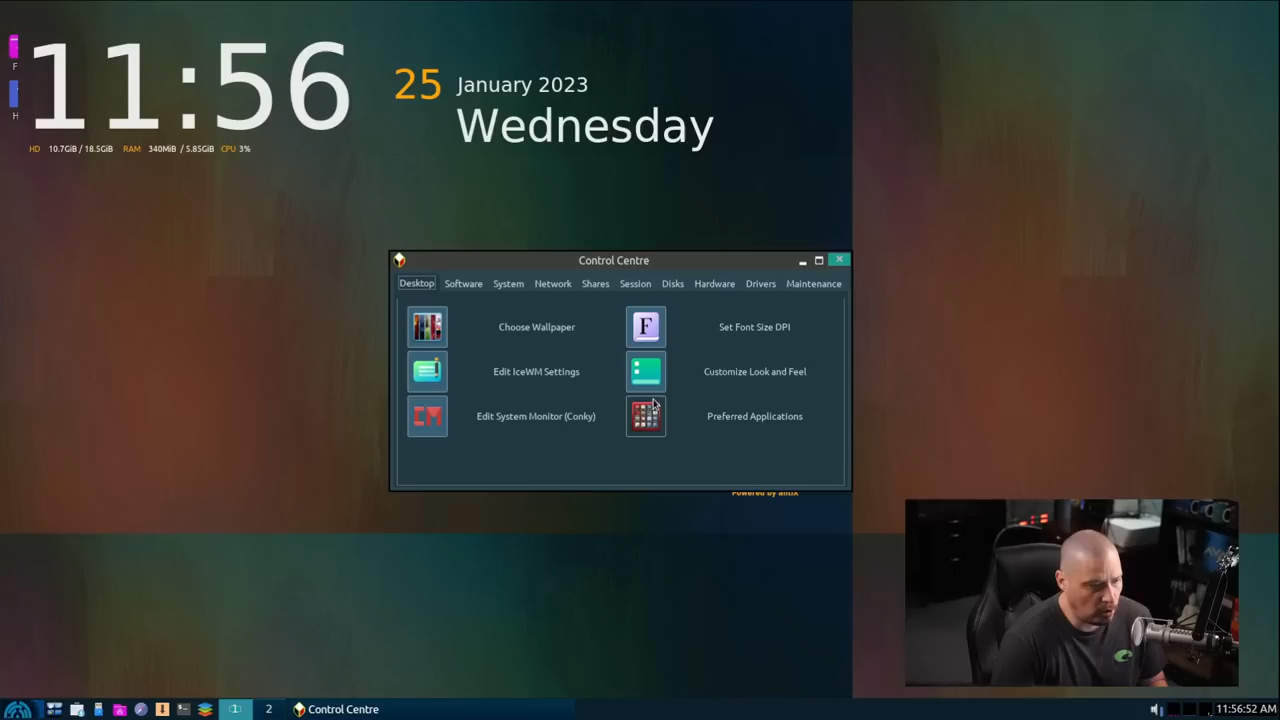 11:56
25
January 2023
Wednesday
HD 10.7GiB / 18.5GiB RAM 340MiB / 5.85GiB CPU 3%
F
H
Control Centre
Desktop Software System Network Shares Session Disks Hardware Drivers Maintenance
Choose Wallpaper
F
Set Font Size DPI
Edit IceWM Settings
Customize Look and Feel
Edit System Monitor (Conky)
Preferred Applications
Powered by antiX
1
2
Control Centre
11:56:52 AM